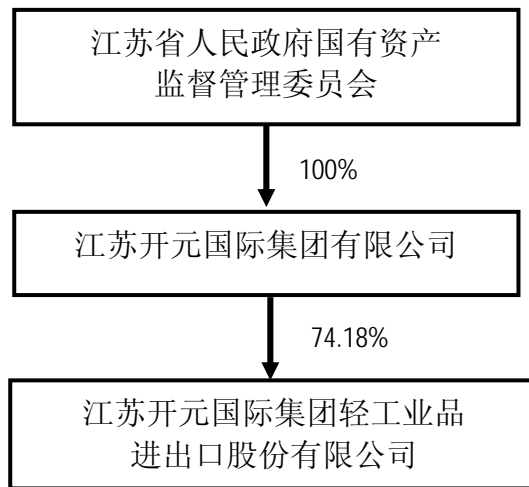 江苏省人民政府国有资产
监督管理委员会
100%
江苏开元国际集团有限公司
74.18%
江苏开元国际集团轻工业品
进出口股份有限公司